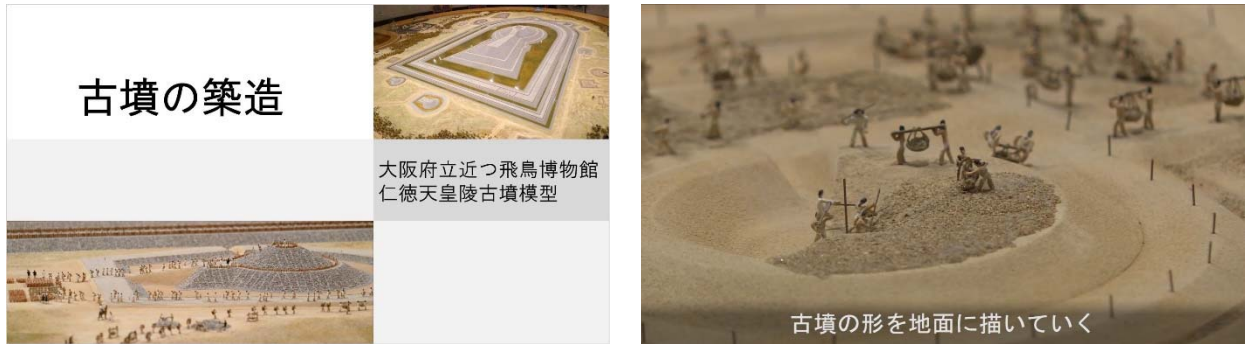 古墳の築造
大阪府立近つ飛鳥博物館
仁徳天皇陵古墳模型
古墳の形を地面に描いていく